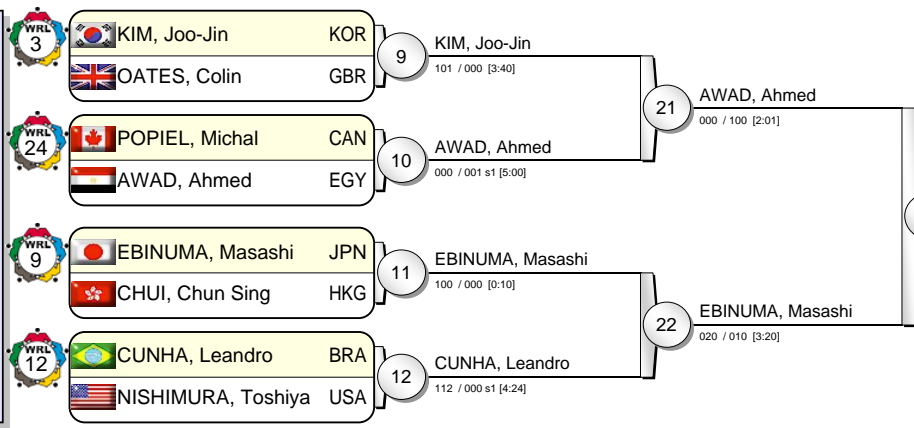 WRL
3
KIM, Joo-Jin KOR
OATES, Colin GBR
9
KIM, Joo-Jin
101 / 000 [3:40]
WRL
24
POPIEL, Michal CAN
AWAD, Ahmed EGY
10
AWAD, Ahmed
000 / 001 s1 [5:00]
21
AWAD, Ahmed
000 / 100 [2:01]
WRL
9
EBINUMA, Masashi JPN
CHUI, Chun Sing HKG
11
EBINUMA, Masashi
100 / 000 [0:10]
WRL
12
CUNHA, Leandro BRA
NISHIMURA, Toshiya USA
12
CUNHA, Leandro
112 / 000 s1 [4:24]
22
EBINUMA, Masashi
020 / 010 [3:20]